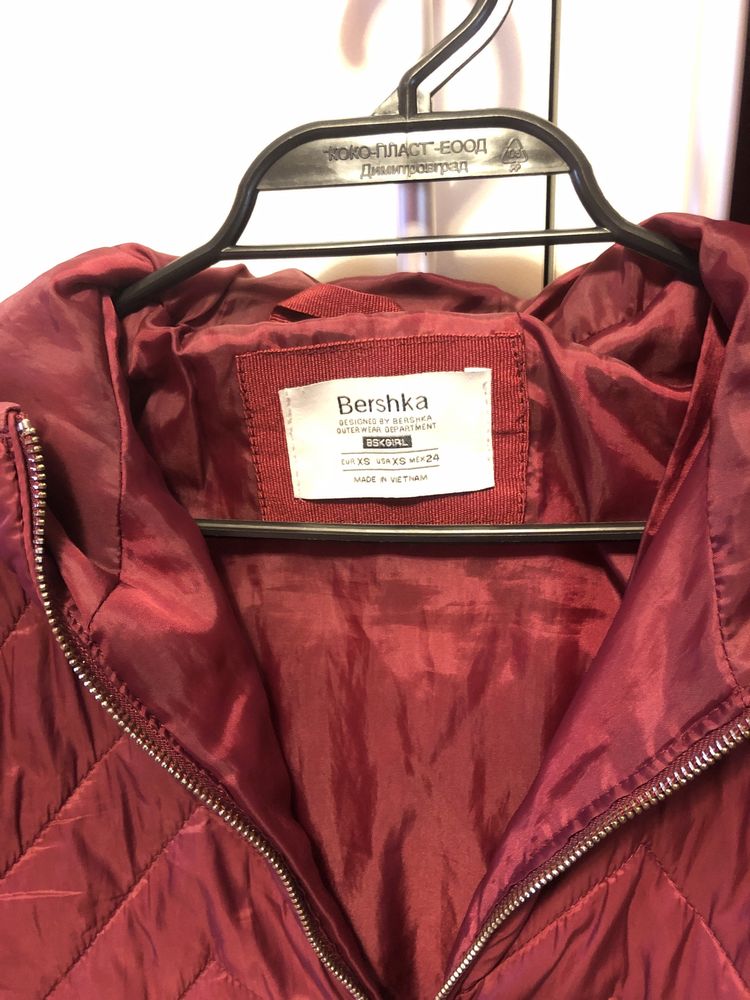 "КОКО-ПЛАСТ"-ЕООД
Димитровград
Bershka
DESIGNED BY BERSHKA
OUTERWEAR DEPARTMENT
BSKGIRL
EUR XS USA XS MEX 24
MADE IN VIETNAM